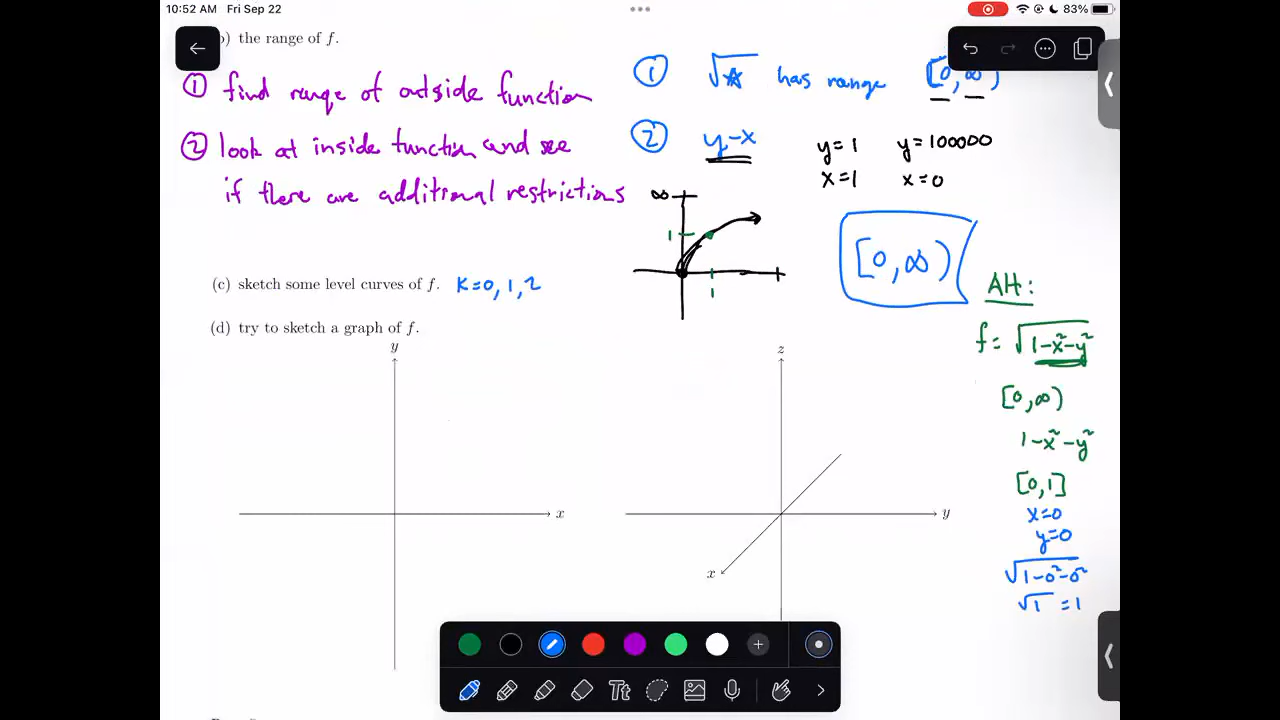 10:52 AM Fri Sep 22
83%
) the range of f.
① find range of outside function
② look at inside function and see
if there are additional restrictions
① √☆ has range [0, ∞)
② y-x
y=1 y=100000
x=1 x=0
∞
1
1
[0, ∞)
(c) sketch some level curves of f. K=0, 1, 2
(d) try to sketch a graph of f.
Alt:
f= √1-x²-y²
[0, ∞)
1-x²-y²
[0, 1]
x=0
y=0
√1-0²-0²
√1 = 1
y
x
z
y
x
Tt